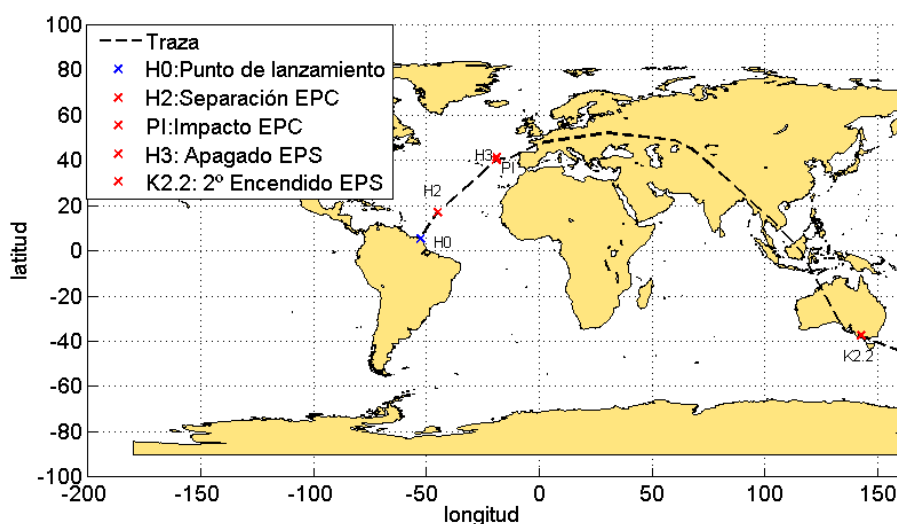 100
80
60
40
20
0
-20
-40
-60
-80
-100
latitud
Traza
H0:Punto de lanzamiento
H2:Separación EPC
PI:Impacto EPC
H3: Apagado EPS
K2.2: 2º Encendido EPS
H3
PI
H2
H0
K2.2
-200
-150
-100
-50
0
50
100
150
longitud